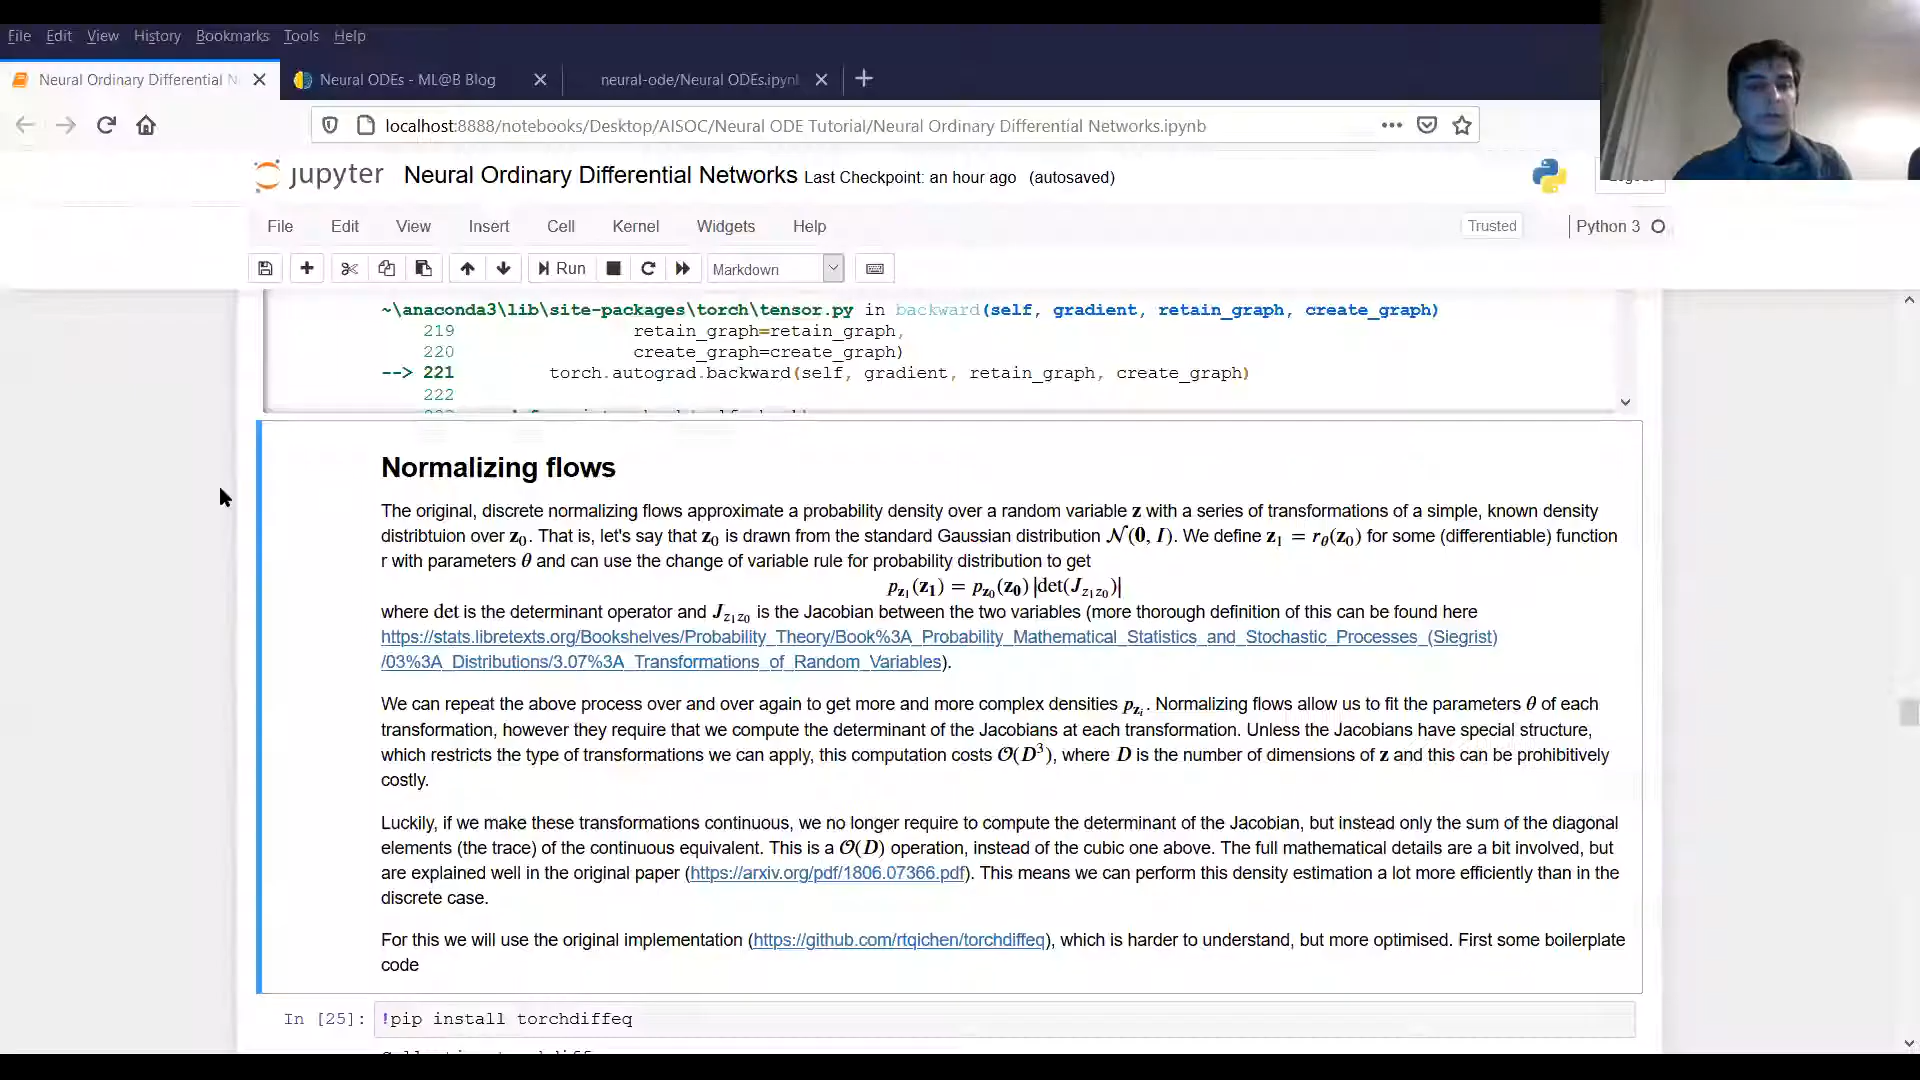 File Edit View History Bookmarks Tools Help
Neural Ordinary Differential N
Neural ODEs - ML@B Blog
neural-ode/Neural ODEs.ipynb
localhost:8888/notebooks/Desktop/AISOC/Neural ODE Tutorial/Neural Ordinary Differential Networks.ipynb
jupyter Neural Ordinary Differential Networks Last Checkpoint: an hour ago (autosaved)
File Edit View Insert Cell Kernel Widgets Help Trusted Python 3
Run Markdown
~\anaconda3\lib\site-packages\torch\tensor.py in backward(self, gradient, retain_graph, create_graph)
219 retain_graph=retain_graph,
220 create_graph=create_graph)
--> 221 torch.autograd.backward(self, gradient, retain_graph, create_graph)
222
Normalizing flows
The original, discrete normalizing flows approximate a probability density over a random variable z with a series of transformations of a simple, known density
distribtuion over z₀. That is, let's say that z₀ is drawn from the standard Gaussian distribution 𝒩(0, I). We define z₁ = r_θ(z₀) for some (differentiable) function
r with parameters θ and can use the change of variable rule for probability distribution to get
p_z₁(z₁) = p_z₀(z₀) |det(J_z₁z₀)|
where det is the determinant operator and J_z₁z₀ is the Jacobian between the two variables (more thorough definition of this can be found here
https://stats.libretexts.org/Bookshelves/Probability_Theory/Book%3A_Probability_Mathematical_Statistics_and_Stochastic_Processes_(Siegrist)
/03%3A_Distributions/3.07%3A_Transformations_of_Random_Variables).
We can repeat the above process over and over again to get more and more complex densities p_zᵢ. Normalizing flows allow us to fit the parameters θ of each
transformation, however they require that we compute the determinant of the Jacobians at each transformation. Unless the Jacobians have special structure,
which restricts the type of transformations we can apply, this computation costs 𝒪(D³), where D is the number of dimensions of z and this can be prohibitively
costly.
Luckily, if we make these transformations continuous, we no longer require to compute the determinant of the Jacobian, but instead only the sum of the diagonal
elements (the trace) of the continuous equivalent. This is a 𝒪(D) operation, instead of the cubic one above. The full mathematical details are a bit involved, but
are explained well in the original paper (https://arxiv.org/pdf/1806.07366.pdf). This means we can perform this density estimation a lot more efficiently than in the
discrete case.
For this we will use the original implementation (https://github.com/rtqichen/torchdiffeq), which is harder to understand, but more optimised. First some boilerplate
code
In [25]: !pip install torchdiffeq